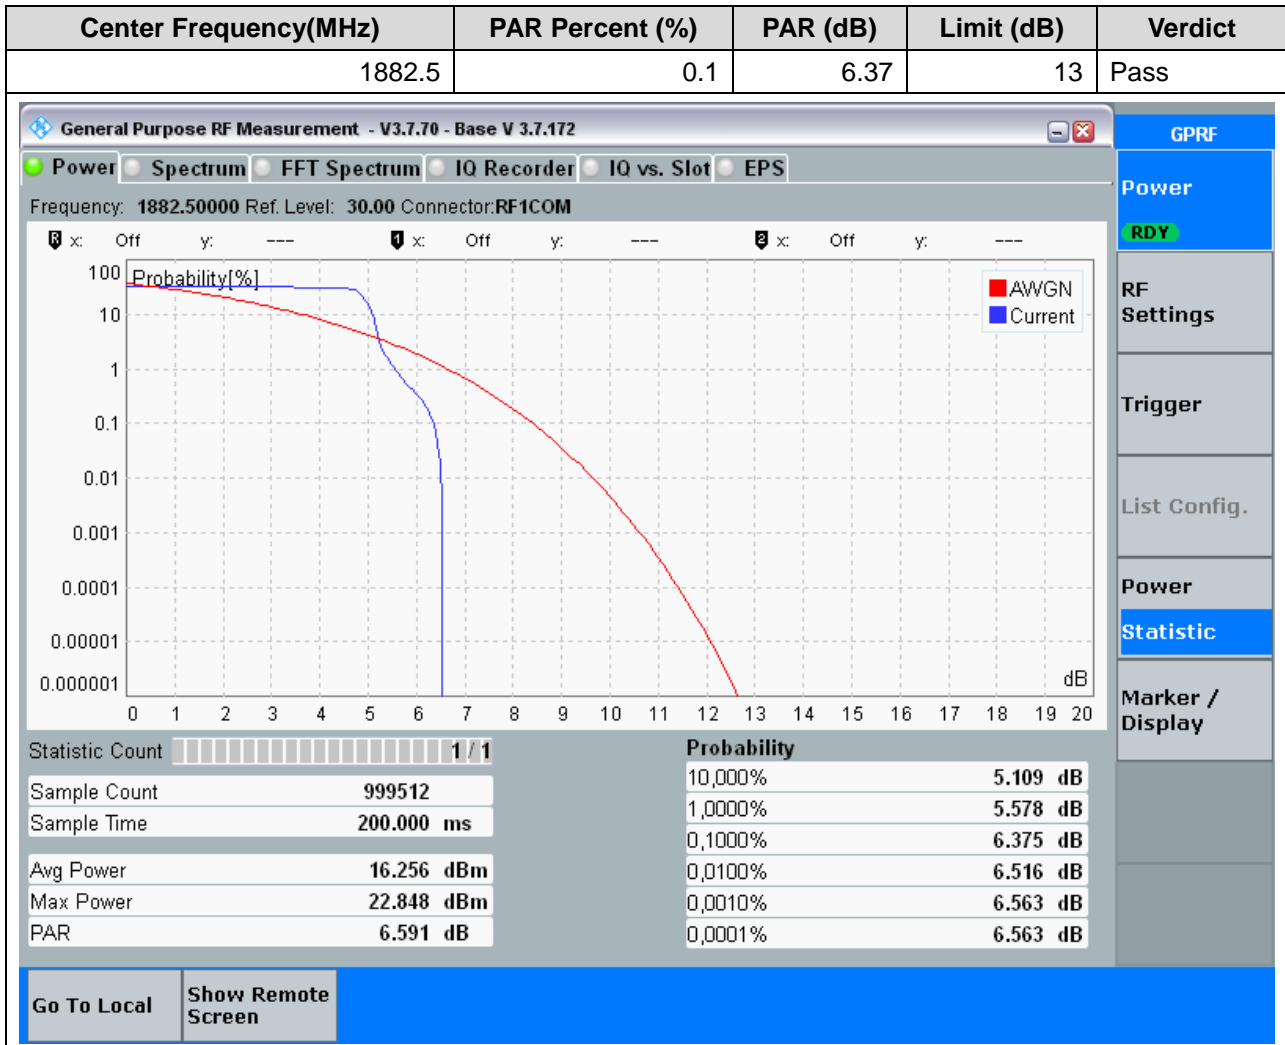 Center Frequency(MHz) PAR Percent (%) PAR (dB) Limit (dB) Verdict
1882.5 0.1 6.37 13 Pass
General Purpose RF Measurement - V3.7.70 - Base V 3.7.172
GPRF
Power Spectrum FFT Spectrum IQ Recorder IQ vs. Slot EPS
Power
RDY
Frequency: 1882.50000 Ref. Level: 30.00 Connector:RF1COM
R x: Off y: --- 1 x: Off y: --- 2 x: Off y: ---
Probability[%]
AWGN
Current
100
10
1
0.1
0.01
0.001
0.0001
0.00001
0.000001
dB
0 1 2 3 4 5 6 7 8 9 10 11 12 13 14 15 16 17 18 19 20
RF
Settings
Trigger
List Config.
Power
Statistic
Marker /
Display
Statistic Count 1 / 1
Sample Count 999512
Sample Time 200.000 ms
Avg Power 16.256 dBm
Max Power 22.848 dBm
PAR 6.591 dB
Probability
10,000% 5.109 dB
1,0000% 5.578 dB
0,1000% 6.375 dB
0,0100% 6.516 dB
0,0010% 6.563 dB
0,0001% 6.563 dB
Go To Local
Show Remote
Screen